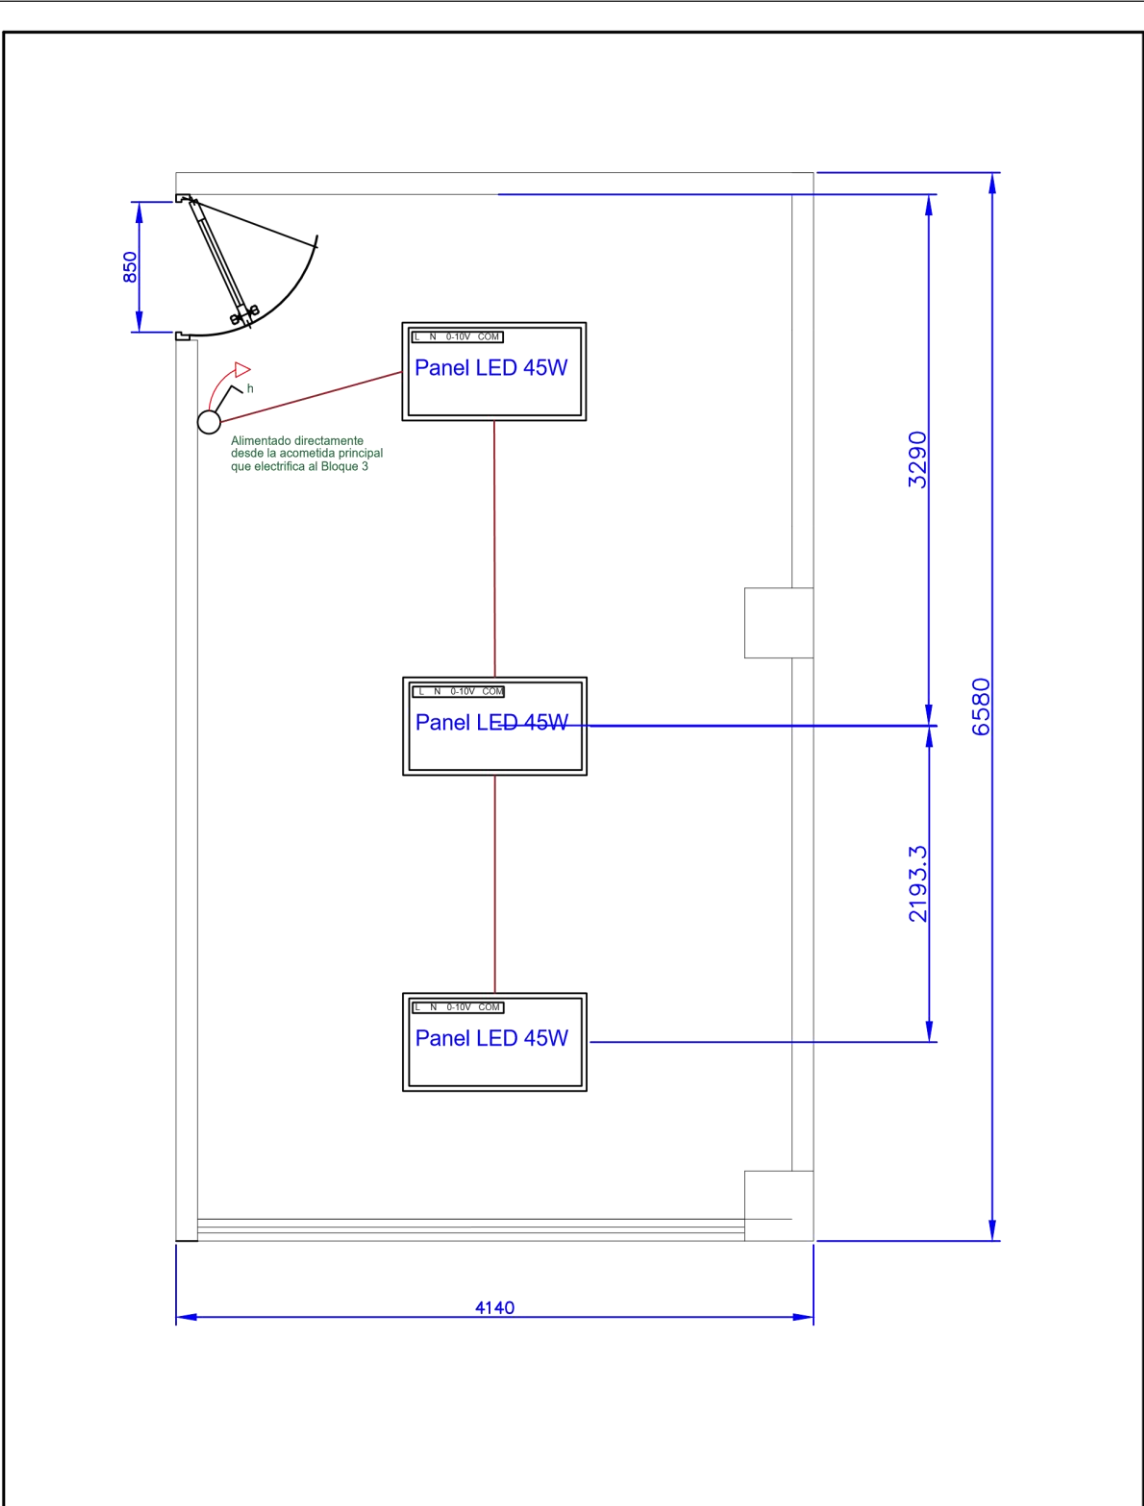 850
L N 0-10V COM
Panel LED 45W
h
Alimentado directamente
desde la acometida principal
que electrifica al Bloque 3
3290
L N 0-10V COM
Panel LED 45W
6580
2193.3
L N 0-10V COM
Panel LED 45W
4140